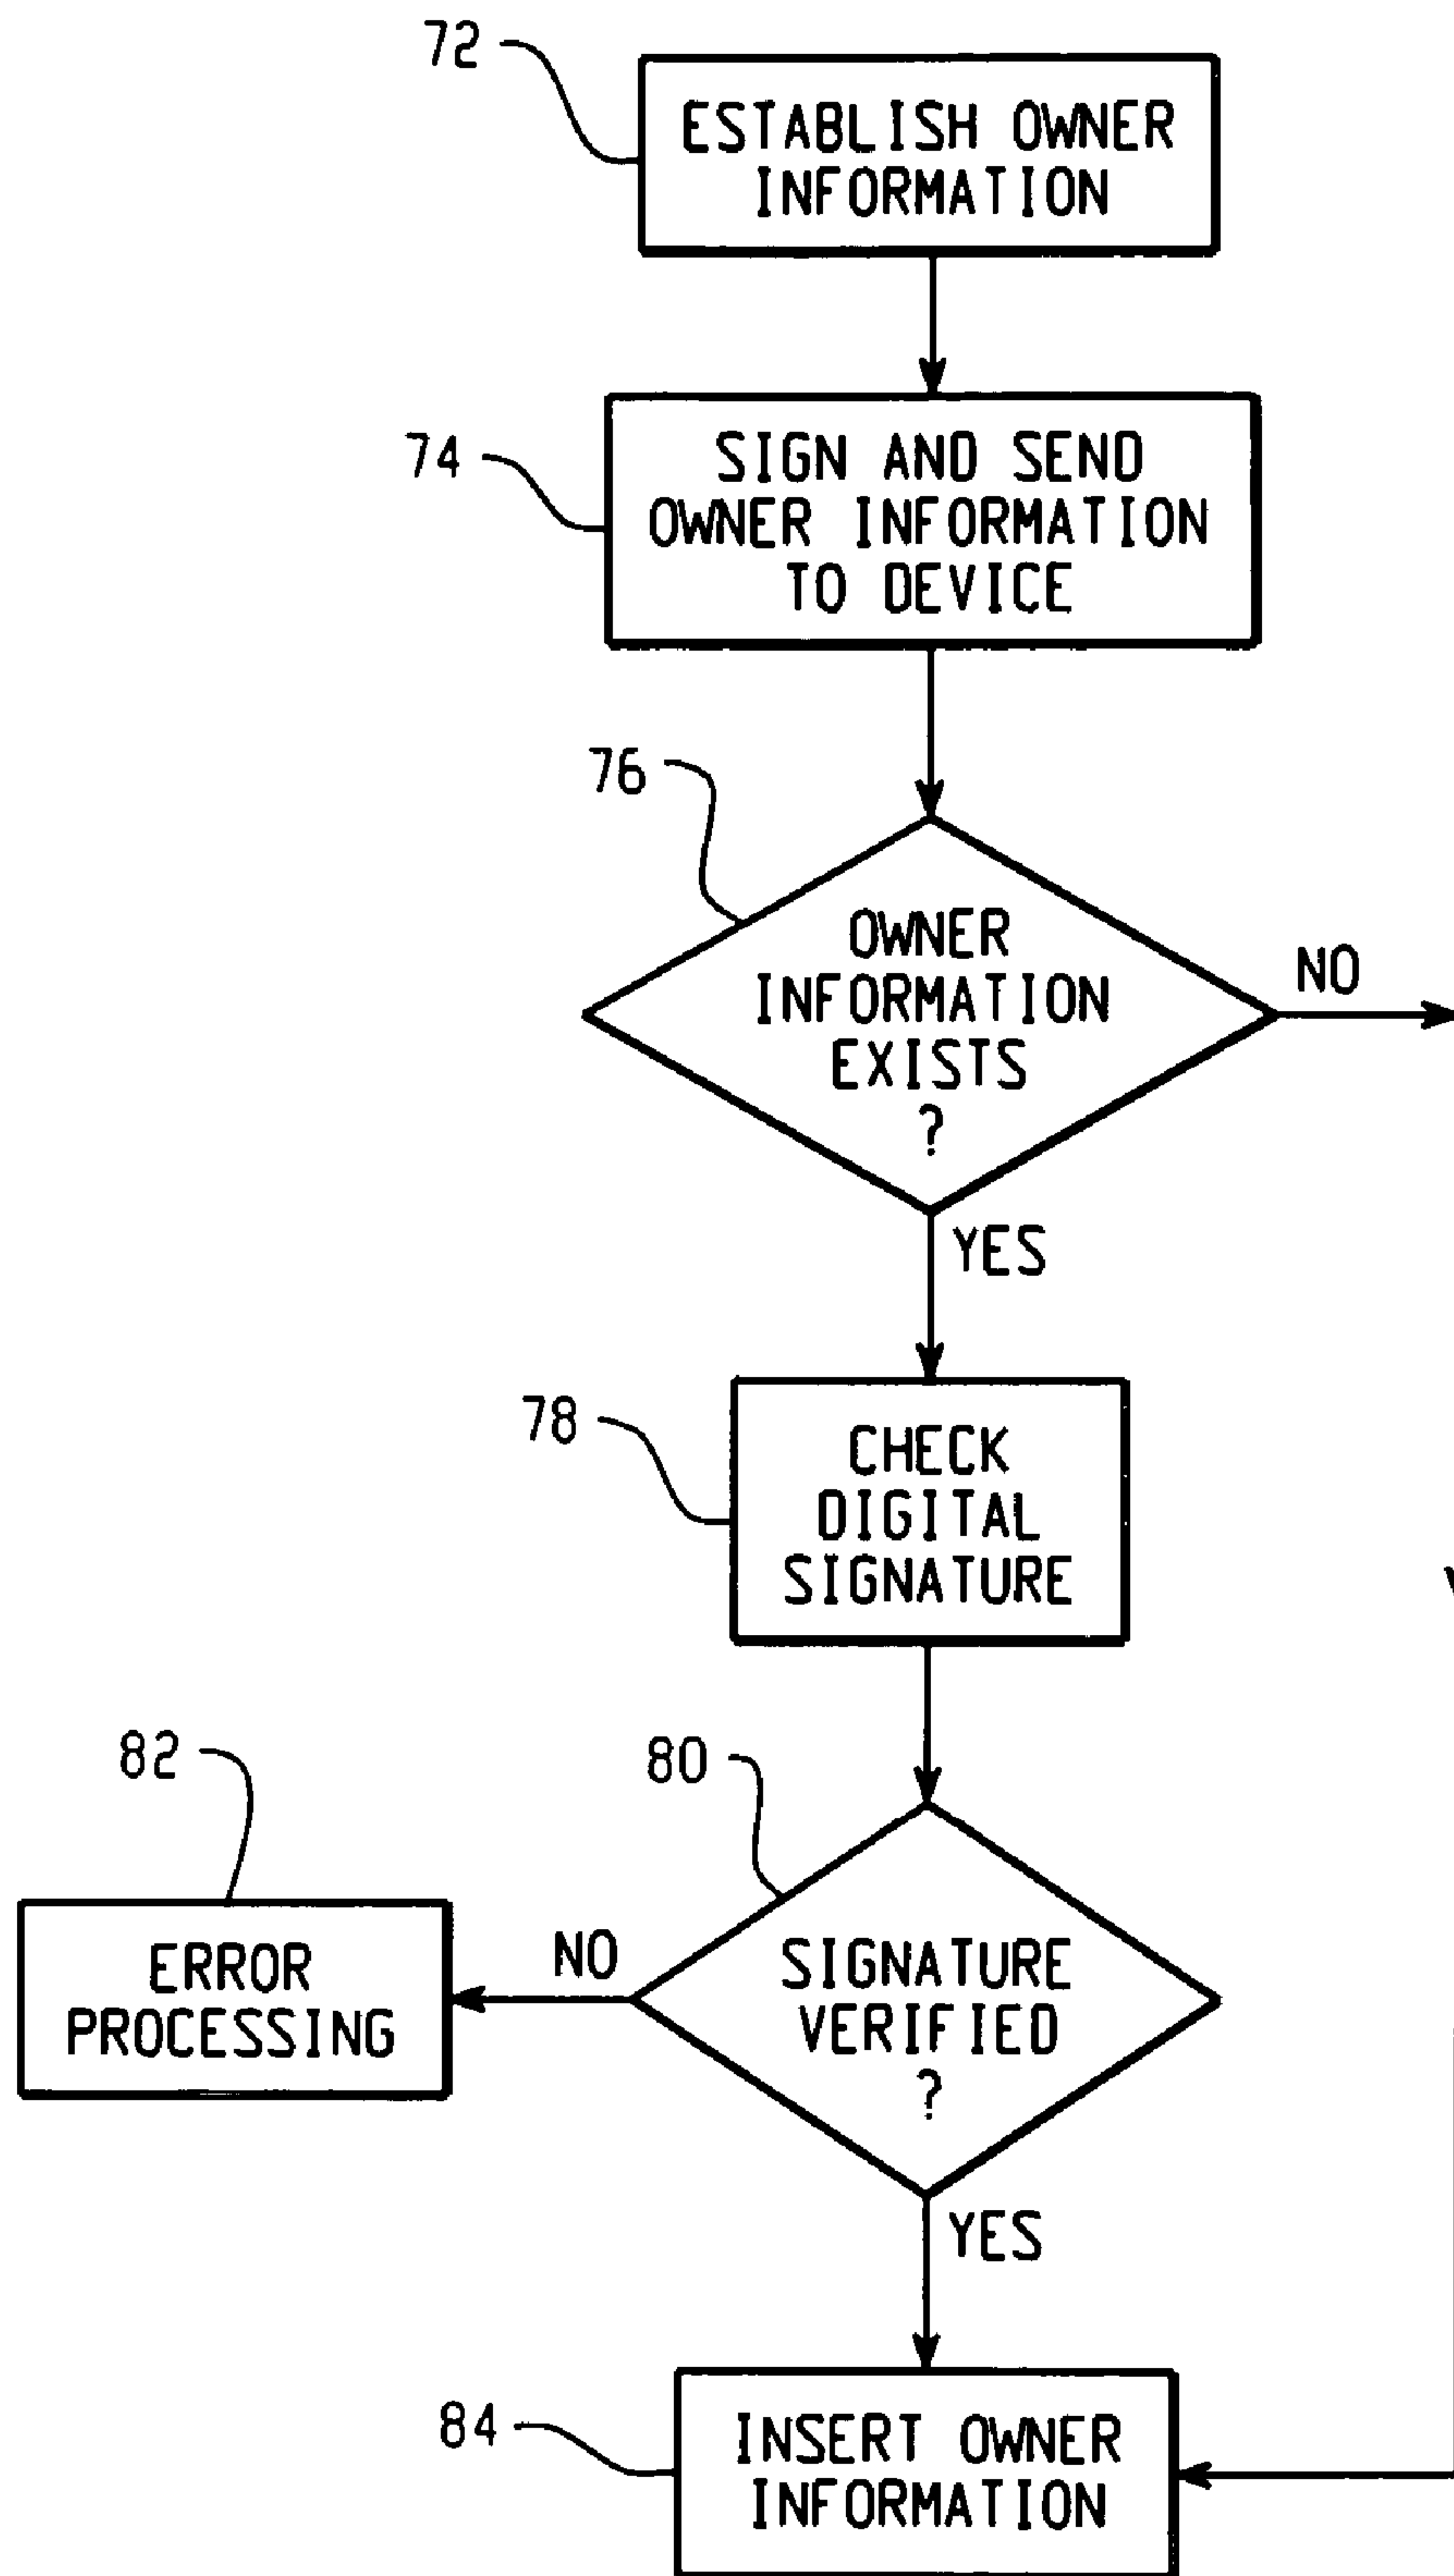 72
ESTABLISH OWNER
INFORMATION
74
SIGN AND SEND
OWNER INFORMATION
TO DEVICE
76
OWNER
INFORMATION
EXISTS
?
NO
YES
78
CHECK
DIGITAL
SIGNATURE
82
80
ERROR
PROCESSING
NO
SIGNATURE
VERIFIED
?
YES
84
INSERT OWNER
INFORMATION